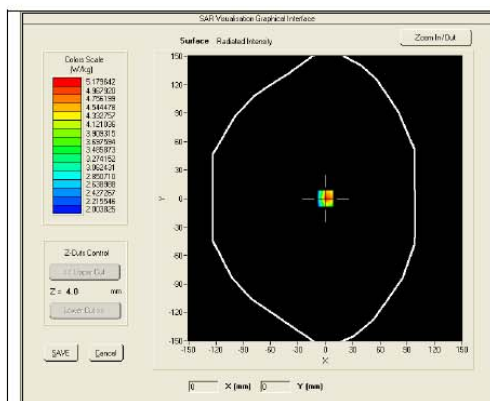 SAR Visualisation Graphical Interface
Surface Radiated Intensity
Zoom In/Out
Colors Scale
(W/kg)
5.179642
4.967920
4.756199
4.544478
4.332757
4.121036
3.909315
3.697594
3.485873
3.274152
3.062431
2.850710
2.638988
2.427267
2.215546
2.003825
Z-Cuts Control
Upper Cut
Z = 4.0 mm
Lower Cut
SAVE
Cancel
150
120
90
60
30
0
-30
-60
-90
-120
-150
Y
-150 -120 -90 -60 -30 0 30 60 90 120 150
X
0 X (mm) 0 Y (mm)